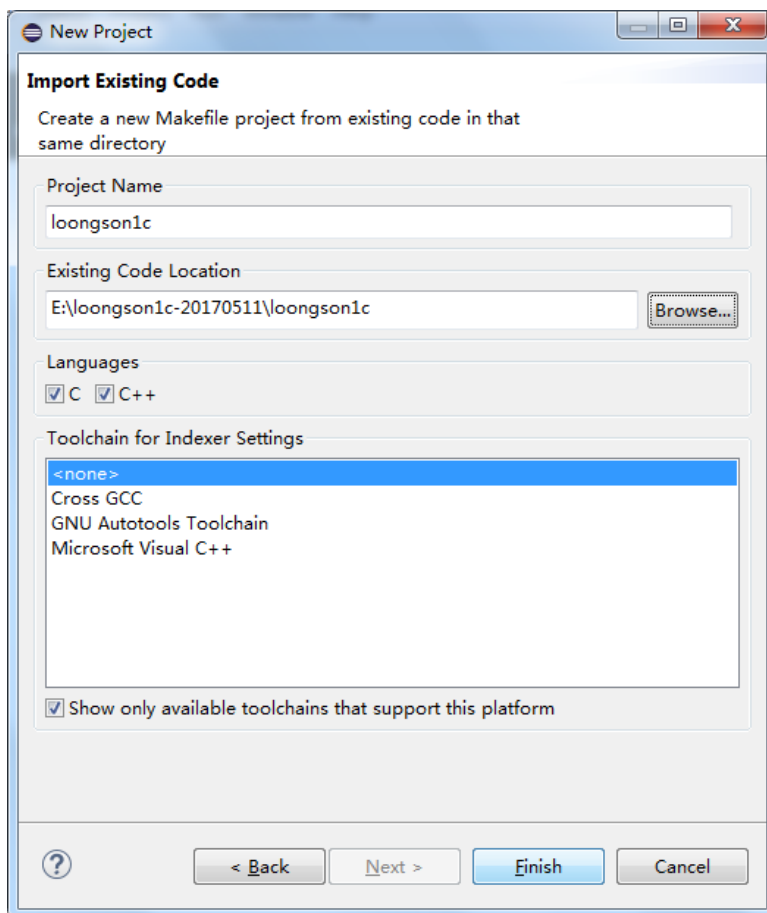 New Project
Import Existing Code
Create a new Makefile project from existing code in that
same directory
Project Name
loongson1c
Existing Code Location
E:\loongson1c-20170511\loongson1c
Browse...
Languages
C C++
Toolchain for Indexer Settings
<none>
Cross GCC
GNU Autotools Toolchain
Microsoft Visual C++
Show only available toolchains that support this platform
? < Back Next > Finish Cancel